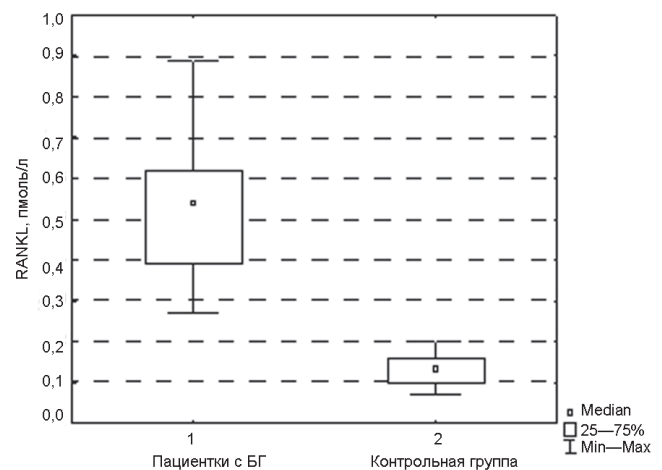 RANKL, пмоль/л
1,0
0,9
0,8
0,7
0,6
0,5
0,4
0,3
0,2
0,1
0,0
1
2
Пациентки с БГ
Контрольная группа
Median
25—75%
Min—Max